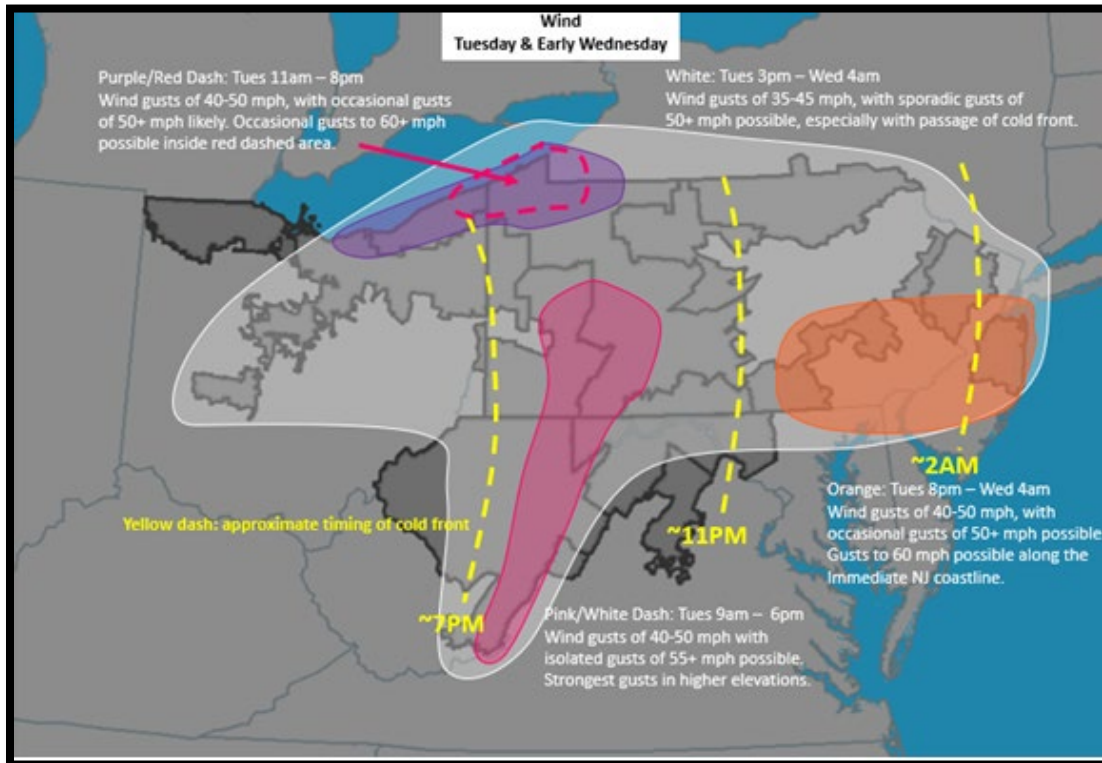 Wind
Tuesday & Early Wednesday
Purple/Red Dash: Tues 11am – 8pm
Wind gusts of 40-50 mph, with occasional gusts
of 50+ mph likely. Occasional gusts to 60+ mph
possible inside red dashed area.
White: Tues 3pm – Wed 4am
Wind gusts of 35-45 mph, with sporadic gusts of
50+ mph possible, especially with passage of cold front.
~2AM
Orange: Tues 8pm – Wed 4am
Wind gusts of 40-50 mph, with
occasional gusts of 50+ mph possible
Gusts to 60 mph possible along the
Immediate NJ coastline.
Yellow dash: approximate timing of cold front
~11PM
~7PM
Pink/White Dash: Tues 9am – 6pm
Wind gusts of 40-50 mph with
isolated gusts of 55+ mph possible.
Strongest gusts in higher elevations.